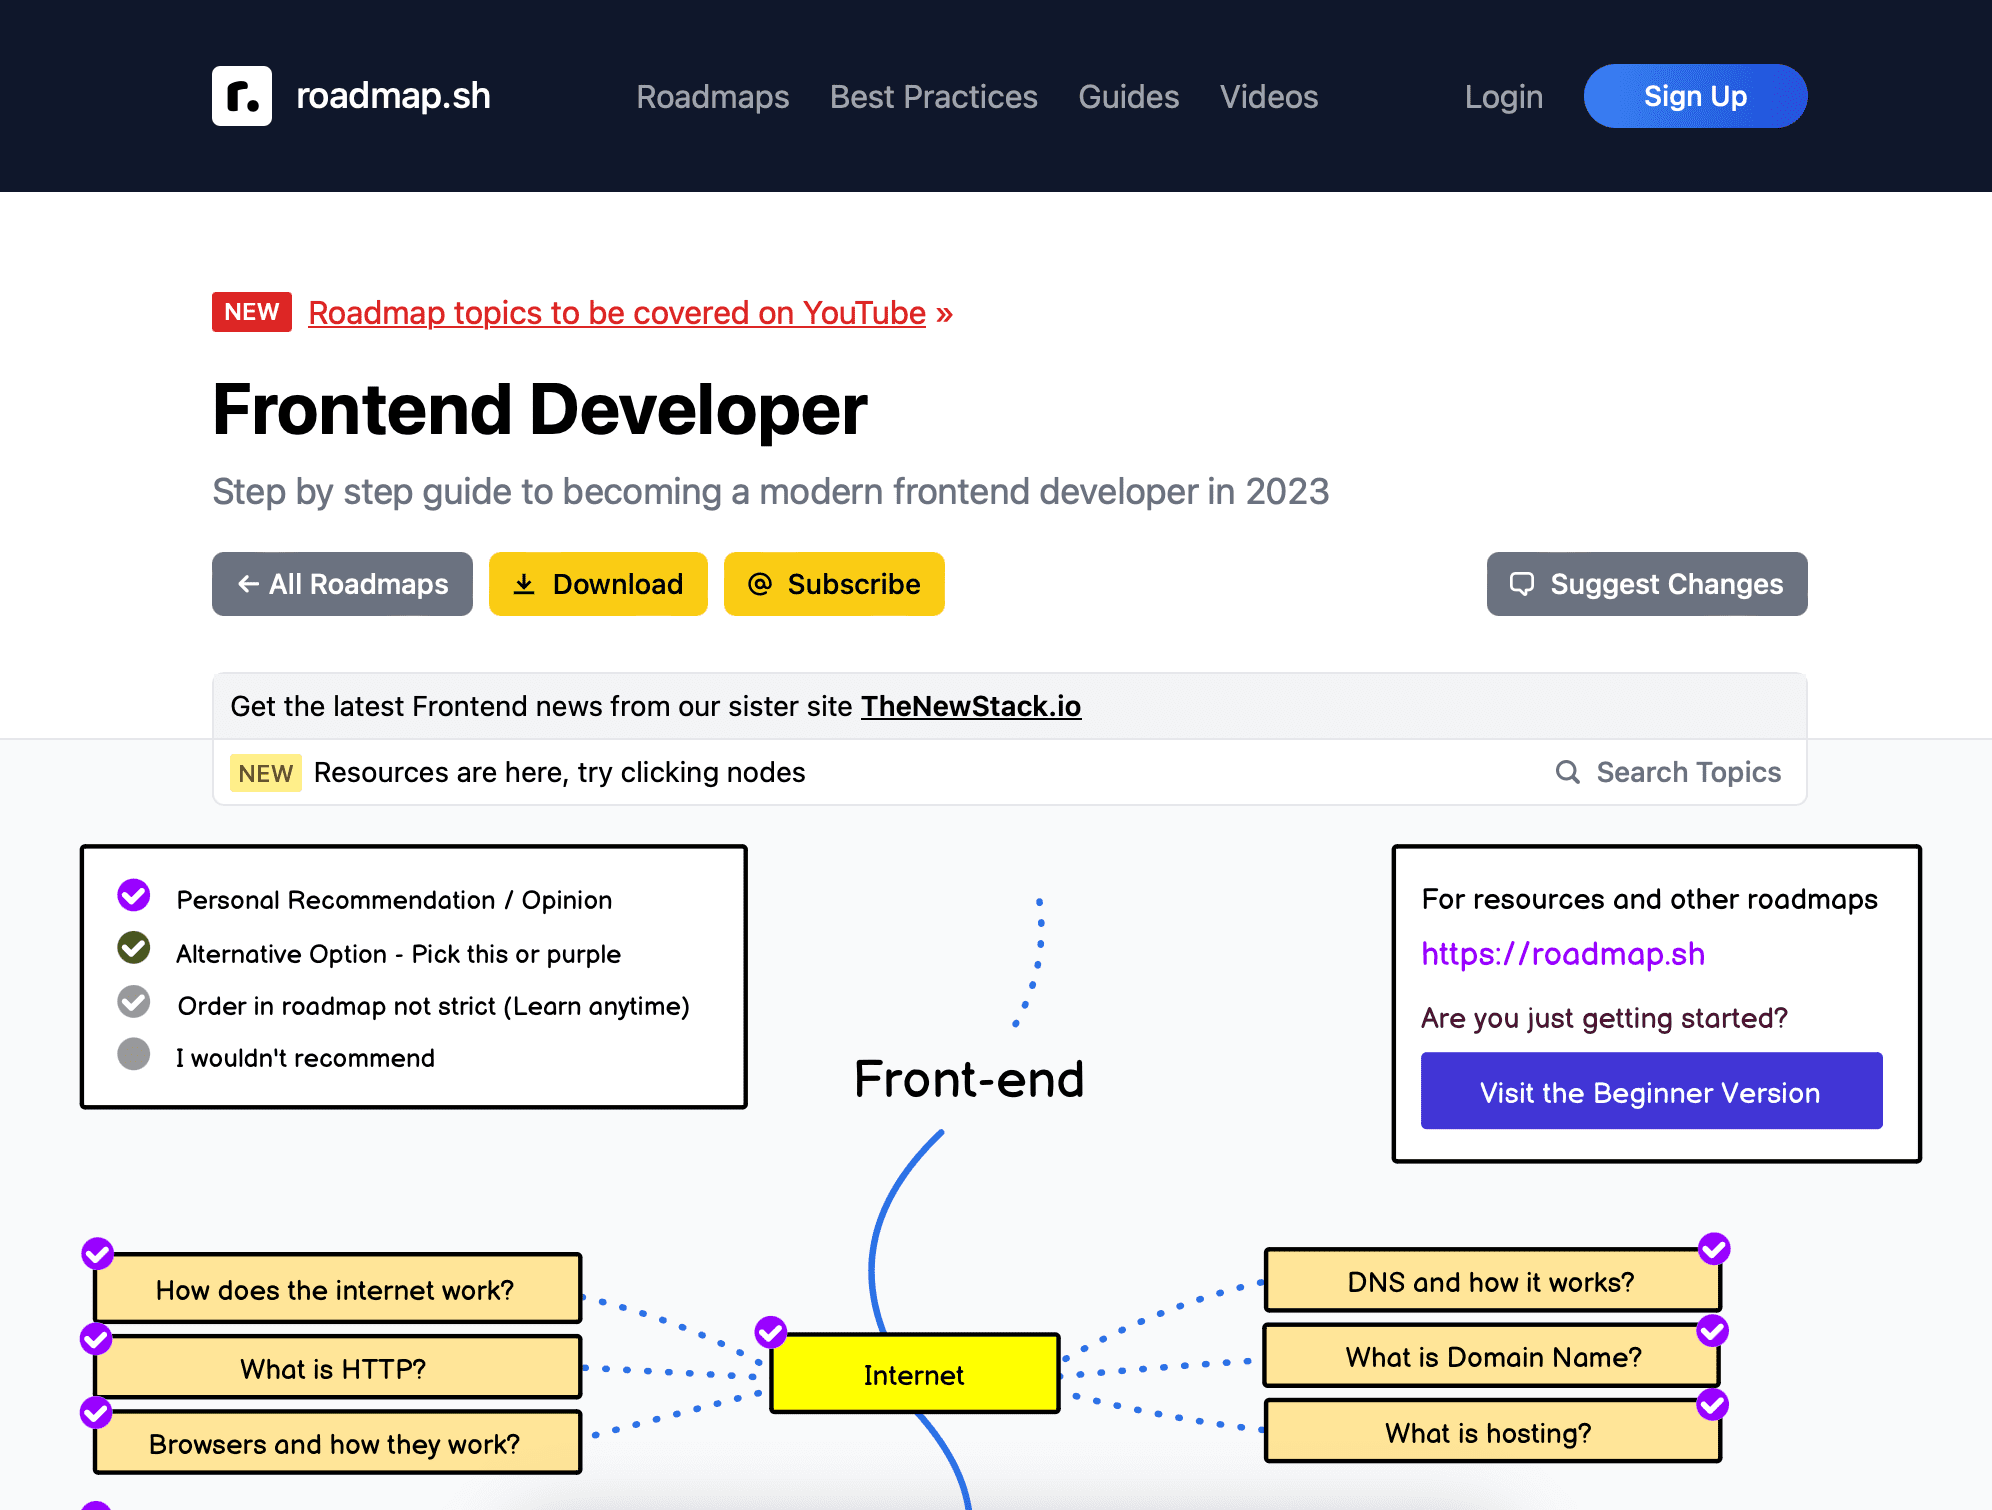 r. roadmap.sh Roadmaps Best Practices Guides Videos Login Sign Up
NEW Roadmap topics to be covered on YouTube »
Frontend Developer
Step by step guide to becoming a modern frontend developer in 2023
← All Roadmaps Download @ Subscribe Suggest Changes
Get the latest Frontend news from our sister site TheNewStack.io
NEW Resources are here, try clicking nodes Search Topics
Personal Recommendation / Opinion
Alternative Option - Pick this or purple
Order in roadmap not strict (Learn anytime)
I wouldn't recommend
For resources and other roadmaps
https://roadmap.sh
Are you just getting started?
Visit the Beginner Version
Front-end
How does the internet work?
What is HTTP?
Browsers and how they work?
Internet
DNS and how it works?
What is Domain Name?
What is hosting?